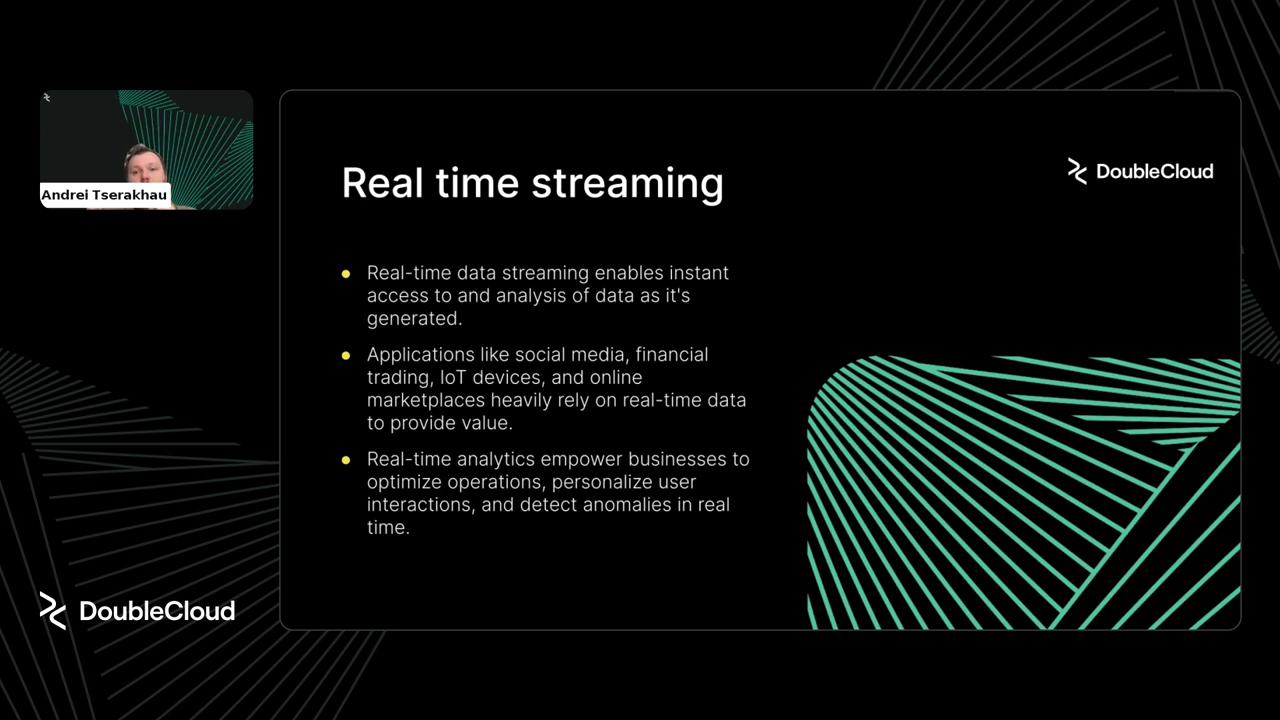 Andrei Tserakhau
Real time streaming
DoubleCloud
Real-time data streaming enables instant
access to and analysis of data as it's
generated.
Applications like social media, financial
trading, IoT devices, and online
marketplaces heavily rely on real-time data
to provide value.
Real-time analytics empower businesses to
optimize operations, personalize user
interactions, and detect anomalies in real
time.
DoubleCloud